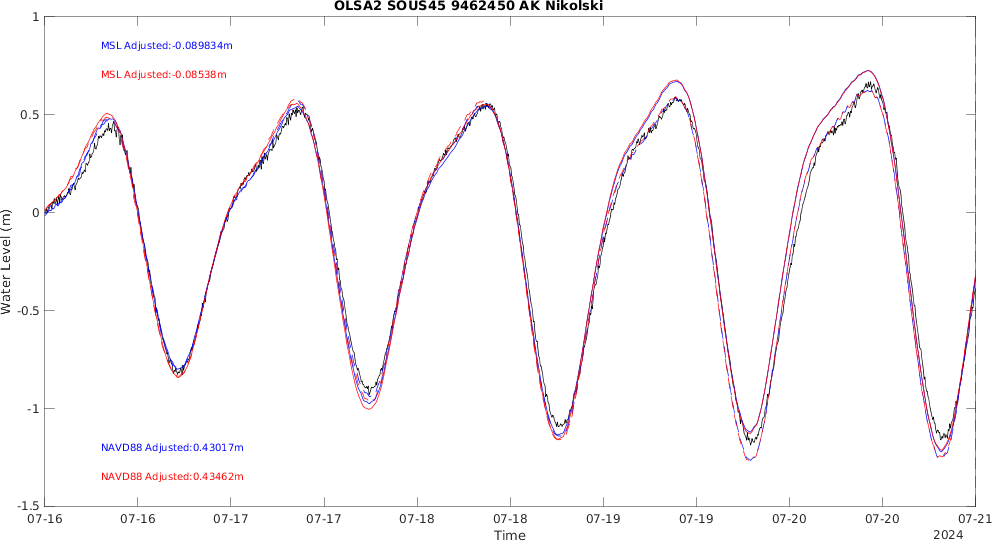 OLSA2 SOUS45 9462450 AK Nikolski
MSL Adjusted:-0.089834m
MSL Adjusted:-0.08538m
NAVD88 Adjusted:0.43017m
NAVD88 Adjusted:0.43462m
Water Level (m)
1
0.5
0
-0.5
-1
-1.5
07-16 07-16 07-17 07-17 07-18 07-18 07-19 07-19 07-20 07-20 07-21
Time
2024